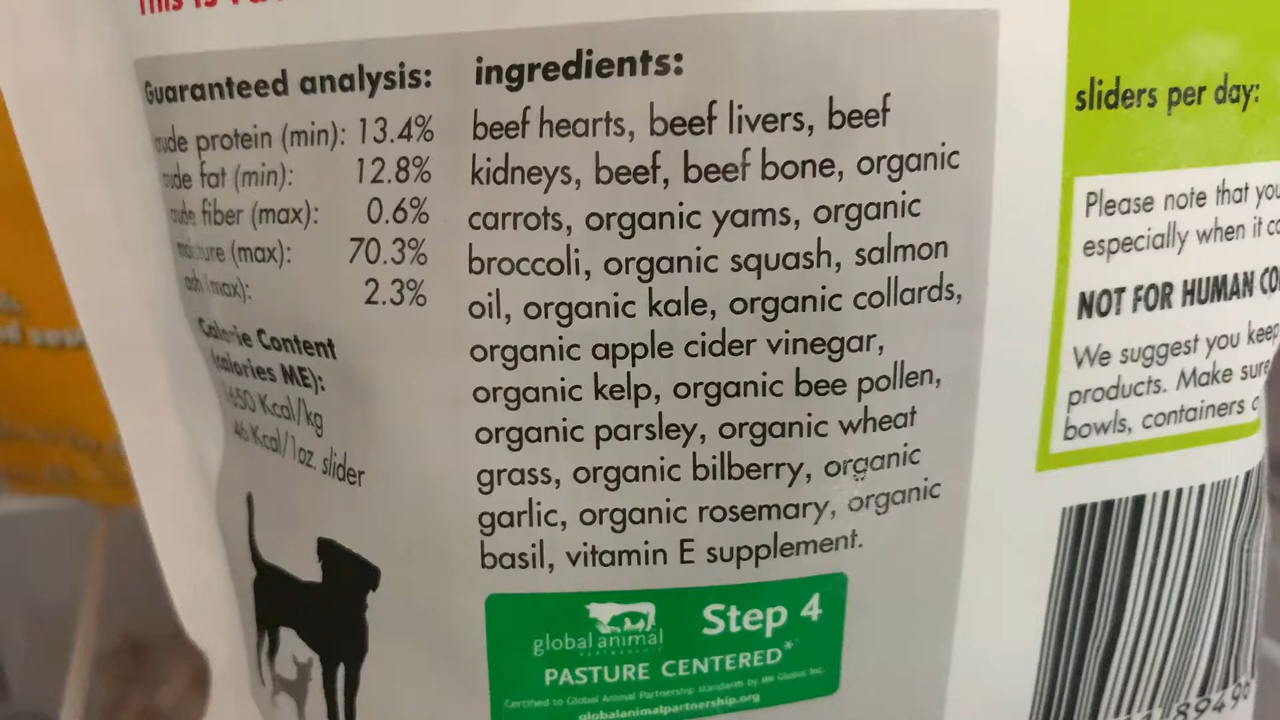 This is
Guaranteed analysis:
crude protein (min): 13.4%
crude fat (min): 12.8%
crude fiber (max): 0.6%
moisture (max): 70.3%
ash (max): 2.3%
Calorie Content
(calories ME):
1650 Kcal/kg
46 Kcal/1oz. slider
ingredients:
beef hearts, beef livers, beef
kidneys, beef, beef bone, organic
carrots, organic yams, organic
broccoli, organic squash, salmon
oil, organic kale, organic collards,
organic apple cider vinegar,
organic kelp, organic bee pollen,
organic parsley, organic wheat
grass, organic bilberry, organic
garlic, organic rosemary, organic
basil, vitamin E supplement.
global animal
PARTNERSHIP
Step 4
PASTURE CENTERED*
Certified to Global Animal Partnership standards by IMI Global Inc.
globalanimalpartnership.org
sliders per day:
Please note that you
especially when it
NOT FOR HUMAN
We suggest you keep
products. Make sure
bowls, containers
89490